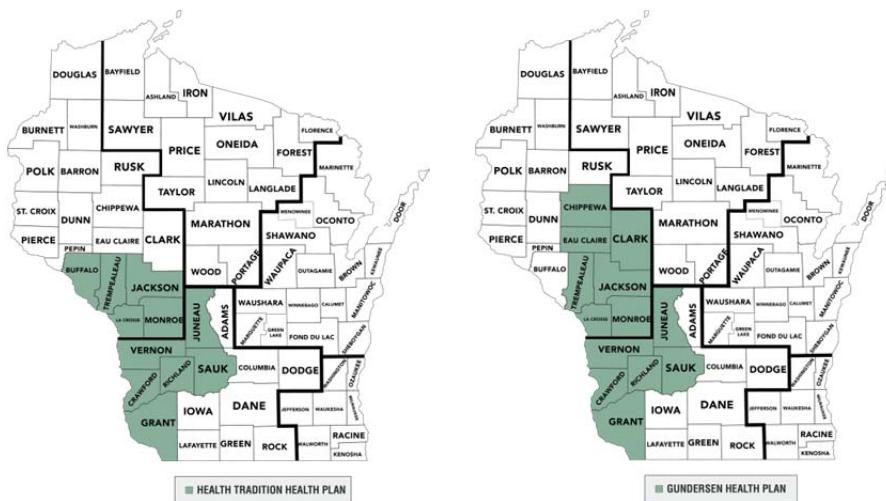 DOUGLAS
BAYFIELD
ASHLAND
IRON
VILAS
FLORENCE
BURNETT
WASHBURN
SAWYER
PRICE
ONEIDA
FOREST
MARINETTE
POLK
BARRON
RUSK
TAYLOR
LINCOLN
LANGLADE
MENOMINEE
OCONTO
DOOR
ST. CROIX
DUNN
CHIPPEWA
MARATHON
SHAWANO
PIERCE
PEPIN
EAU CLAIRE
CLARK
WOOD
PORTAGE
WAUPACA
OUTAGAMIE
BROWN
KEWAUNEE
BUFFALO
TREMPEALEAU
JACKSON
JUNEAU
ADAMS
WAUSHARA
WINNEBAGO
CALUMET
MANITOWOC
LA CROSSE
MONROE
MARQUETTE
GREEN
LAKE
FOND DU LAC
SHEBOYGAN
VERNON
CRAWFORD
RICHLAND
SAUK
COLUMBIA
DODGE
WASHINGTON
OZAUKEE
GRANT
IOWA
DANE
JEFFERSON
WAUKESHA
MILWAUKEE
LAFAYETTE
GREEN
ROCK
WALWORTH
RACINE
KENOSHA
HEALTH TRADITION HEALTH PLAN
DOUGLAS
BAYFIELD
ASHLAND
IRON
VILAS
FLORENCE
BURNETT
WASHBURN
SAWYER
PRICE
ONEIDA
FOREST
MARINETTE
POLK
BARRON
RUSK
TAYLOR
LINCOLN
LANGLADE
MENOMINEE
OCONTO
DOOR
ST. CROIX
DUNN
CHIPPEWA
MARATHON
SHAWANO
PIERCE
PEPIN
EAU CLAIRE
CLARK
WOOD
PORTAGE
WAUPACA
OUTAGAMIE
BROWN
KEWAUNEE
BUFFALO
TREMPEALEAU
JACKSON
JUNEAU
ADAMS
WAUSHARA
WINNEBAGO
CALUMET
MANITOWOC
LA CROSSE
MONROE
MARQUETTE
GREEN
LAKE
FOND DU LAC
SHEBOYGAN
VERNON
CRAWFORD
RICHLAND
SAUK
COLUMBIA
DODGE
WASHINGTON
OZAUKEE
GRANT
IOWA
DANE
JEFFERSON
WAUKESHA
MILWAUKEE
LAFAYETTE
GREEN
ROCK
WALWORTH
RACINE
KENOSHA
GUNDERSEN HEALTH PLAN